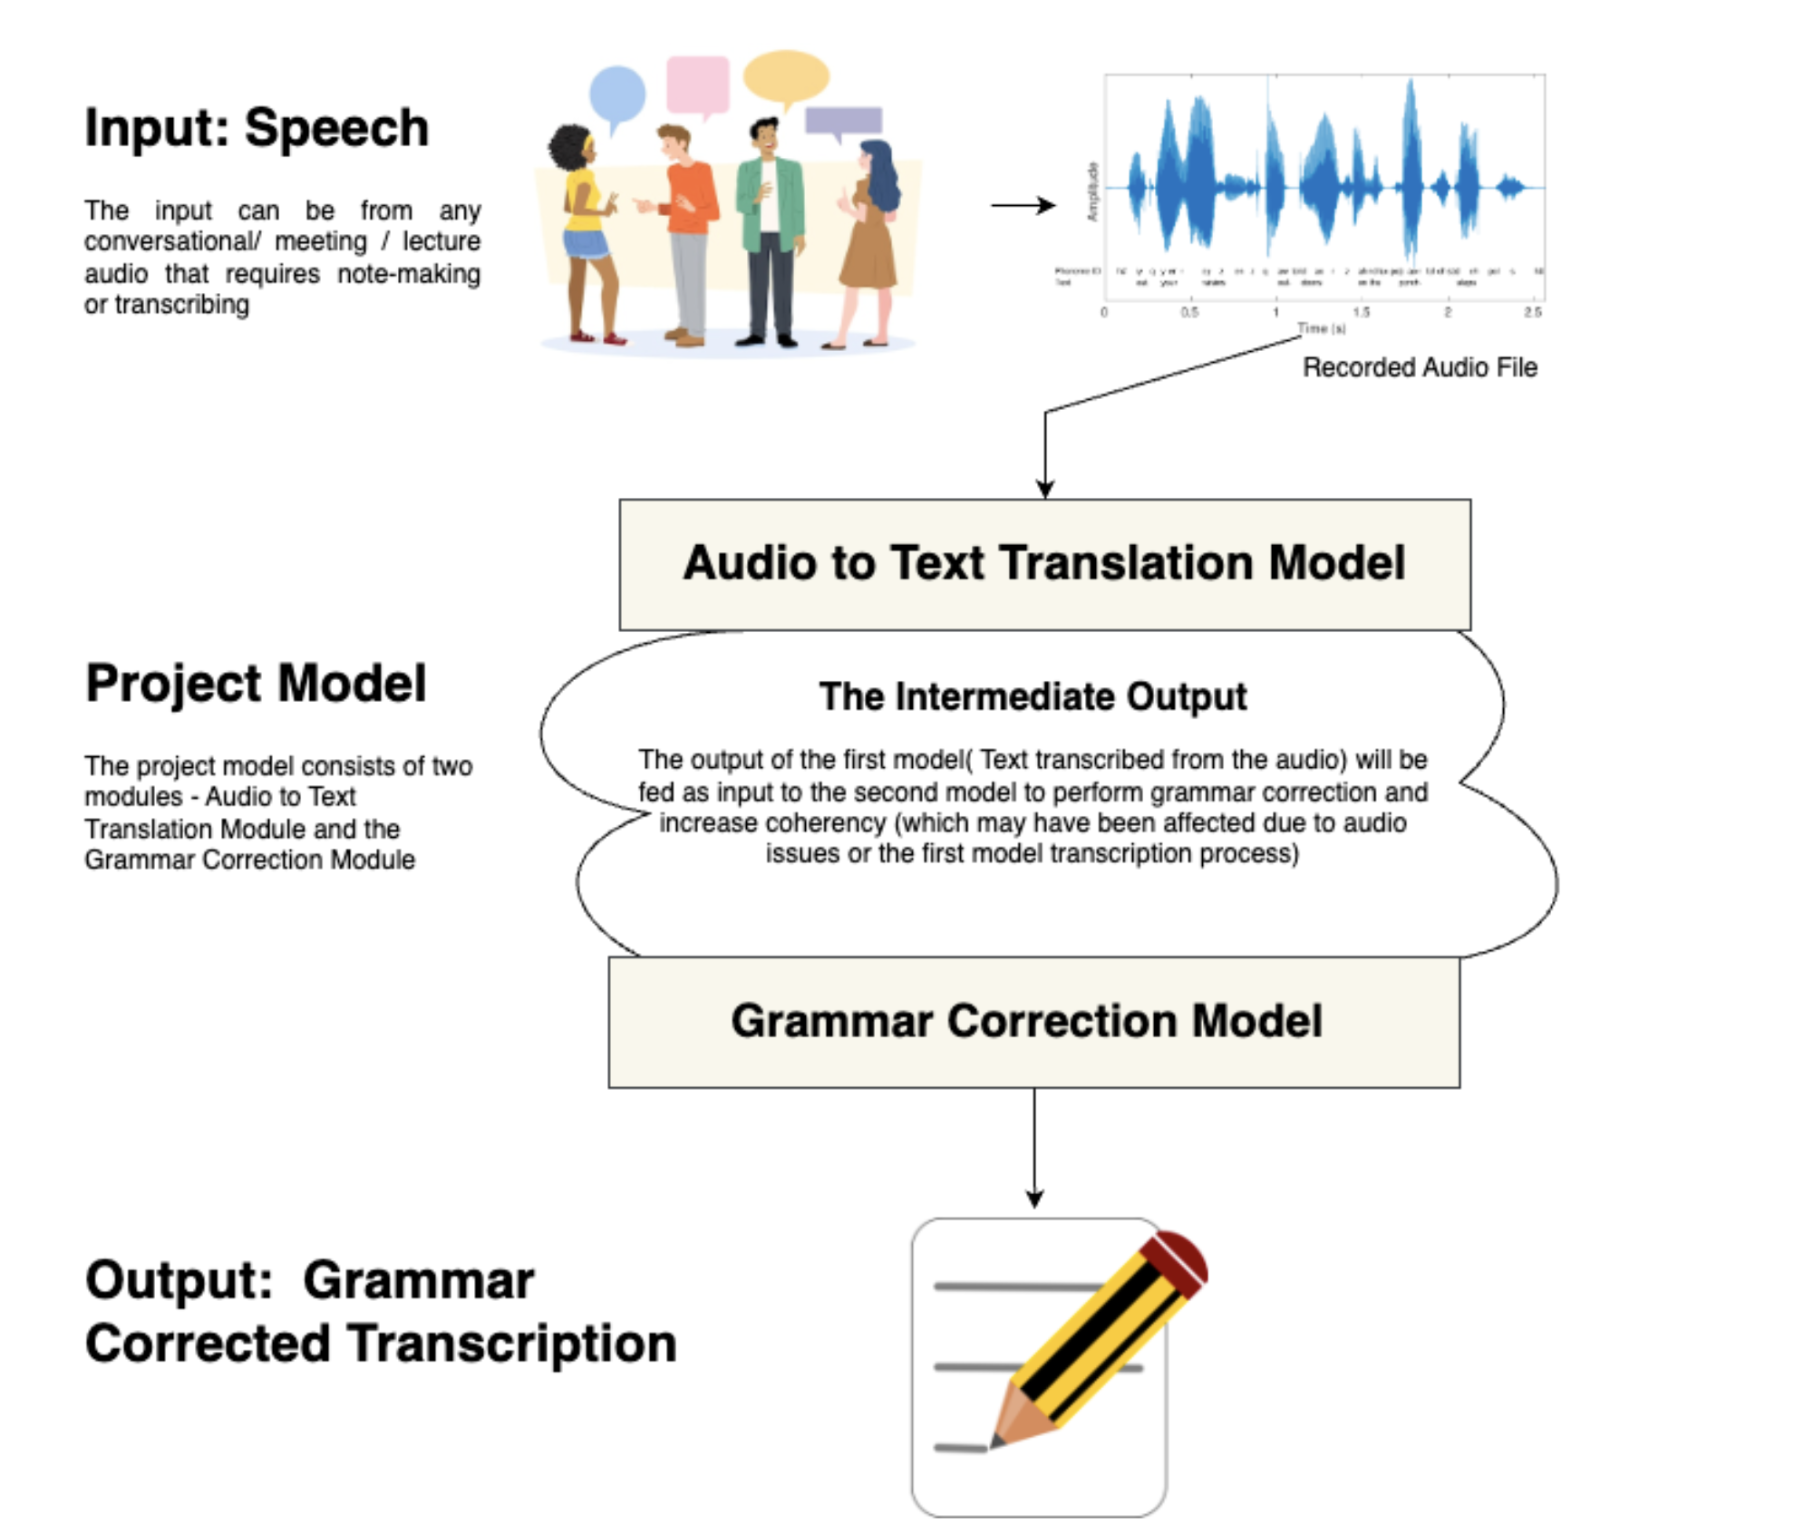 Input: Speech
The input can be from any
conversational/ meeting / lecture
audio that requires note-making
or transcribing
Amplitude
Phoneme ID
Text
0 0.5 1 1.5 2 2.5
Time (s)
Recorded Audio File
Audio to Text Translation Model
Project Model
The project model consists of two
modules - Audio to Text
Translation Module and the
Grammar Correction Module
The Intermediate Output
The output of the first model( Text transcribed from the audio) will be
fed as input to the second model to perform grammar correction and
increase coherency (which may have been affected due to audio
issues or the first model transcription process)
Grammar Correction Model
Output: Grammar
Corrected Transcription